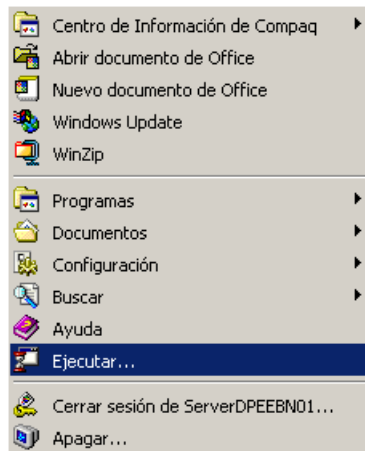 Centro de Información de Compaq
Abrir documento de Office
Nuevo documento de Office
Windows Update
WinZip
Programas
Documentos
Configuración
Buscar
Ayuda
Ejecutar...
Cerrar sesión de ServerDPEEBN01...
Apagar...